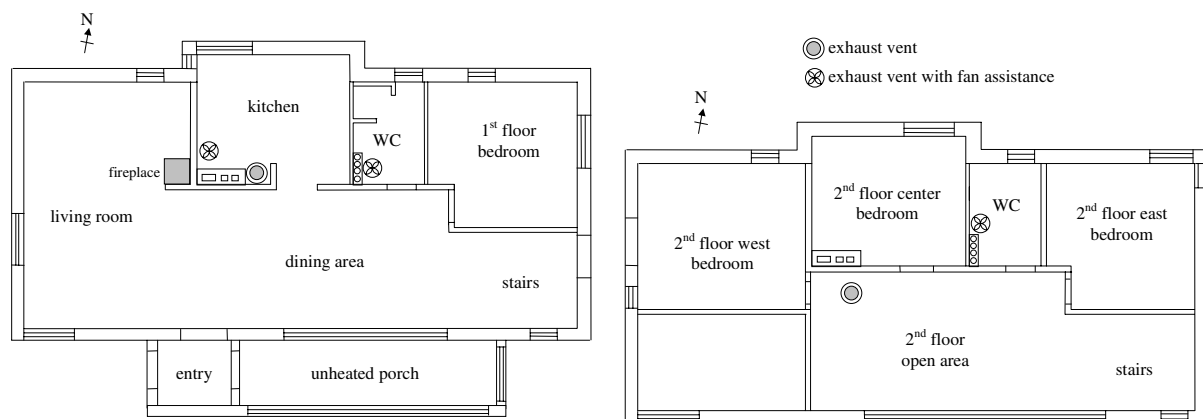 N
kitchen
WC
1st floor
bedroom
fireplace
living room
dining area
stairs
entry
unheated porch
exhaust vent
exhaust vent with fan assistance
N
2nd floor center
bedroom
WC
2nd floor east
bedroom
2nd floor west
bedroom
2nd floor
open area
stairs